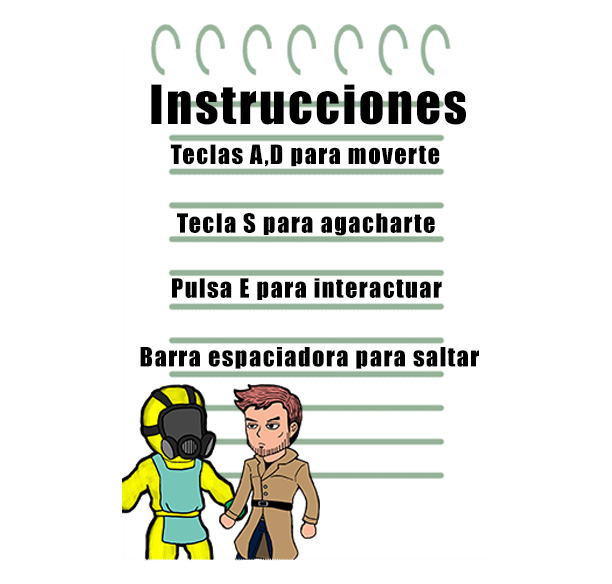 Instrucciones
Teclas A,D para moverte
Tecla S para agacharte
Pulsa E para interactuar
Barra espaciadora para saltar